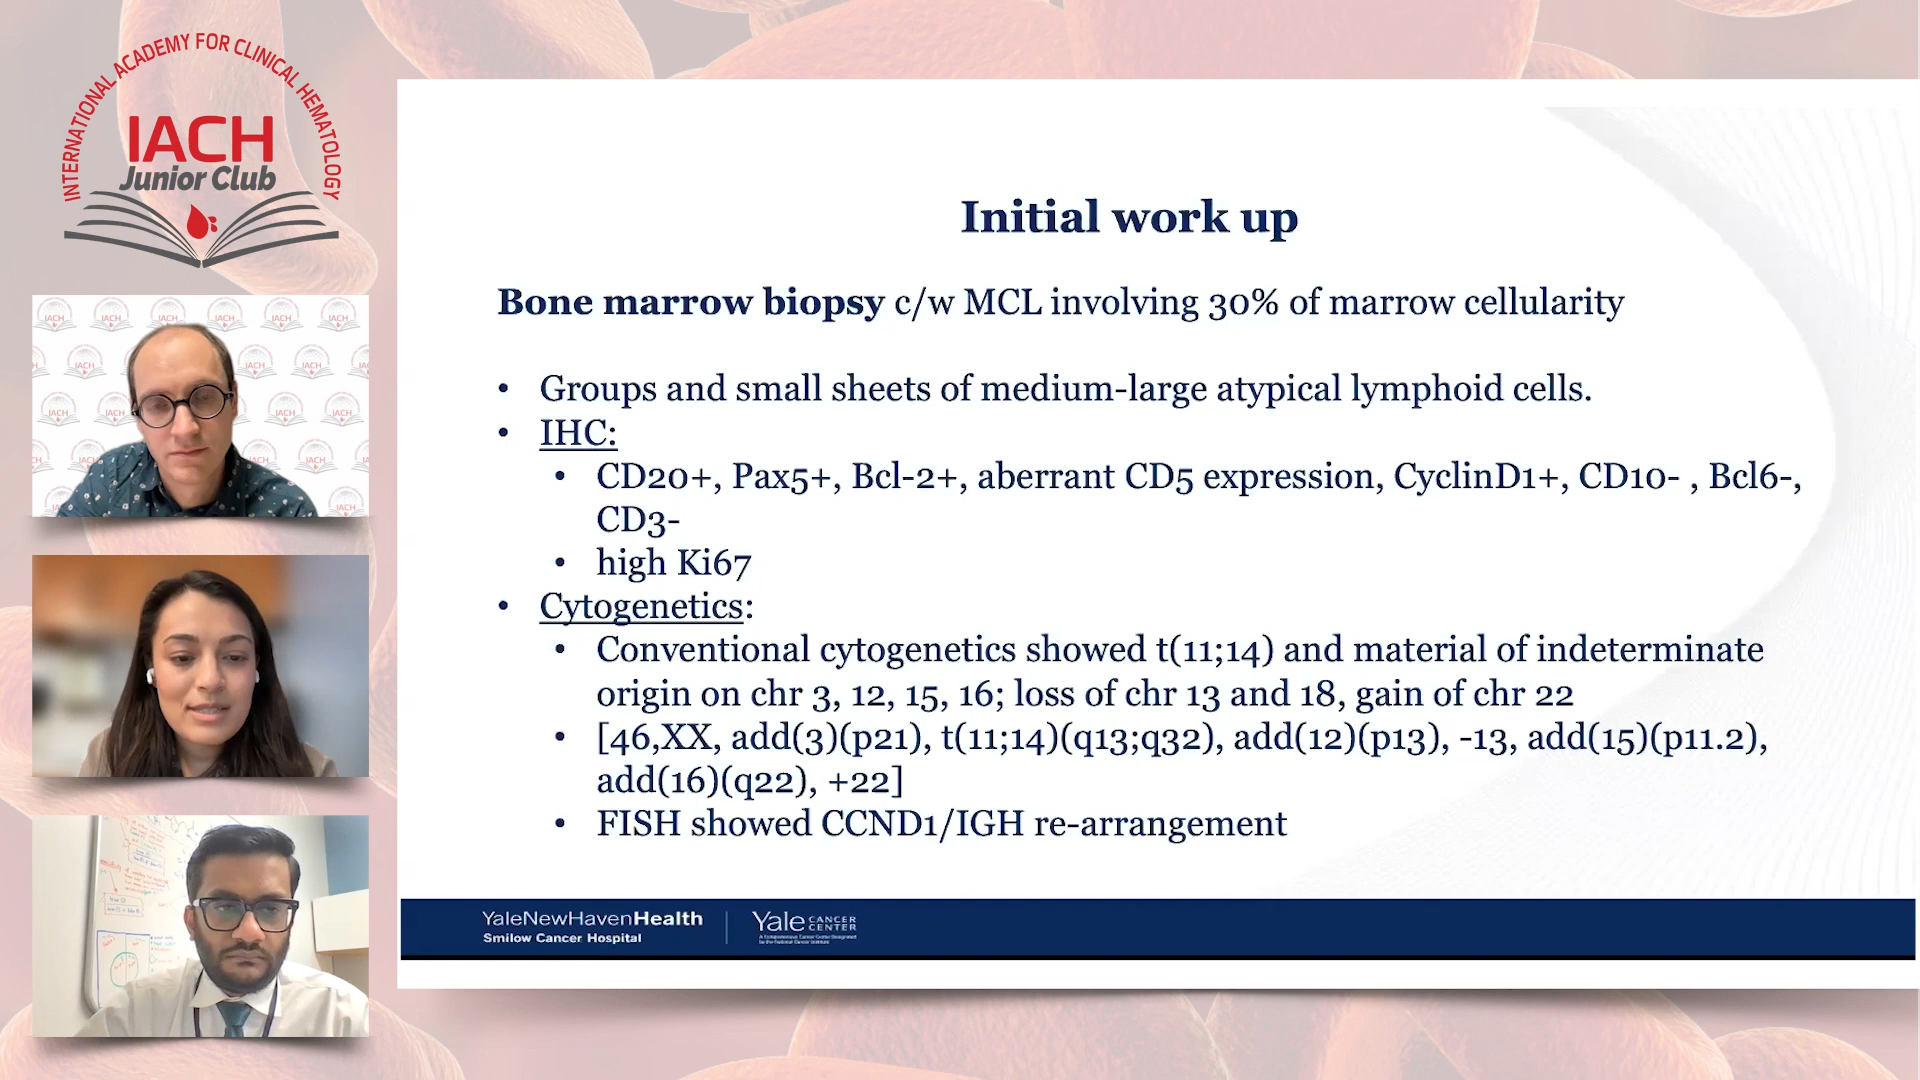 INTERNATIONAL ACADEMY FOR CLINICAL HEMATOLOGY
IACH
Junior Club
Initial work up
Bone marrow biopsy c/w MCL involving 30% of marrow cellularity
• Groups and small sheets of medium-large atypical lymphoid cells.
• IHC:
• CD20+, Pax5+, Bcl-2+, aberrant CD5 expression, CyclinD1+, CD10- , Bcl6-,
CD3-
• high Ki67
• Cytogenetics:
• Conventional cytogenetics showed t(11;14) and material of indeterminate
origin on chr 3, 12, 15, 16; loss of chr 13 and 18, gain of chr 22
• [46,XX, add(3)(p21), t(11;14)(q13;q32), add(12)(p13), -13, add(15)(p11.2),
add(16)(q22), +22]
• FISH showed CCND1/IGH re-arrangement
YaleNewHavenHealth
Smilow Cancer Hospital
Yale CANCER
CENTER
A Comprehensive Cancer Center Designated
by the National Cancer Institute